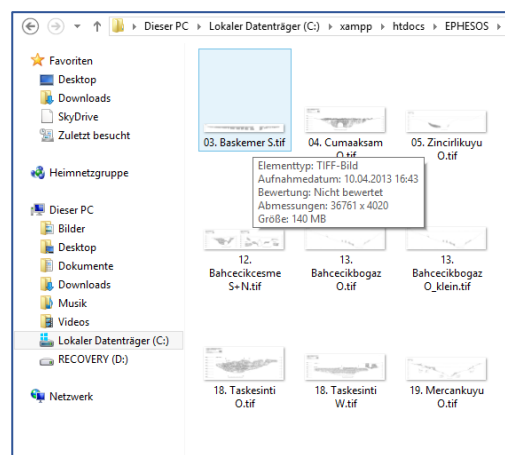 Dieser PC
Lokaler Datenträger (C:)
xampp
htdocs
EPHESOS
Favoriten
Desktop
Downloads
SkyDrive
Zuletzt besucht
Heimnetzgruppe
Dieser PC
Bilder
Desktop
Dokumente
Downloads
Musik
Videos
Lokaler Datenträger (C:)
RECOVERY (D:)
Netzwerk
03. Baskemer S.tif
04. Cumaaksam
O.tif
05. Zincirlikuyu
O.tif
Elementtyp: TIFF-Bild
Aufnahmedatum: 10.04.2013 16:43
Bewertung: Nicht bewertet
Abmessungen: 36761 x 4020
Größe: 140 MB
12.
Bahcecikcesme
S+N.tif
13.
Bahcecikbogaz
O.tif
13.
Bahcecikbogaz
O_klein.tif
18. Taskesinti
O.tif
18. Taskesinti
W.tif
19. Mercankuyu
O.tif